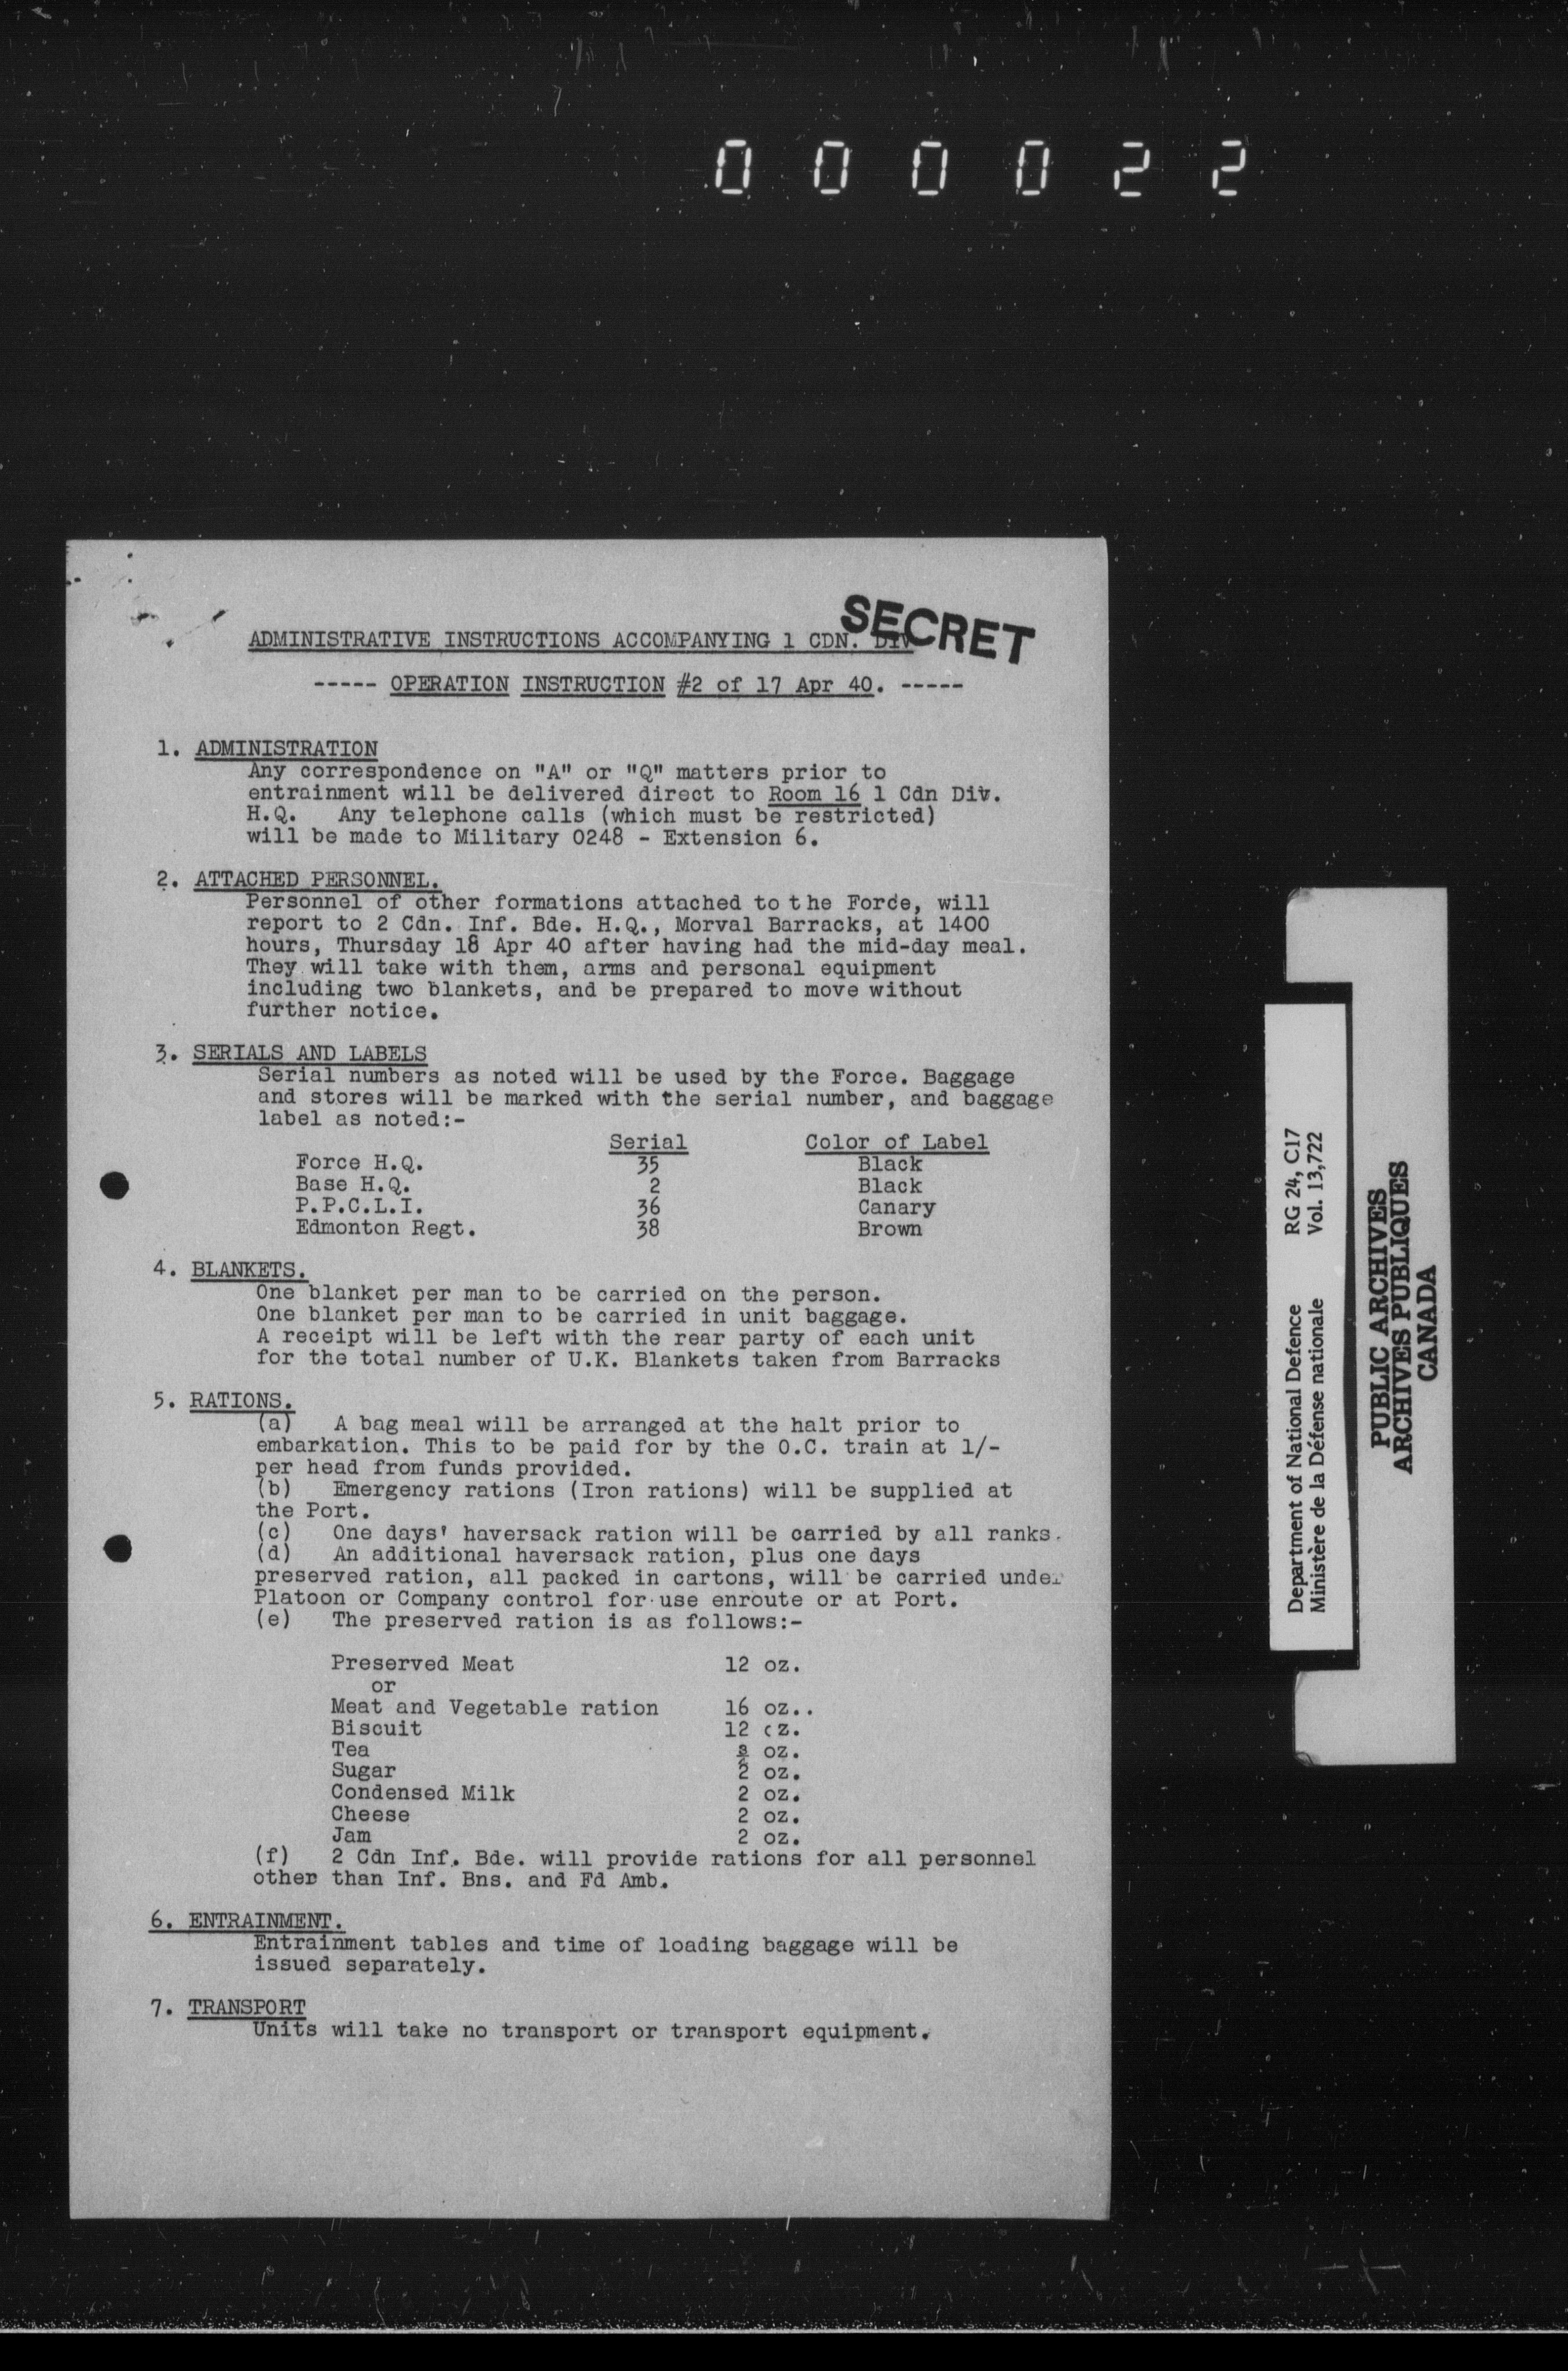 000022
SECRET
ADMINISTRATIVE INSTRUCTIONS ACCOMPANYING 1 CDN. DIV
----- OPERATION INSTRUCTION #2 of 17 Apr 40. -----
1. ADMINISTRATION
Any correspondence on "A" or "Q" matters prior to
entrainment will be delivered direct to Room 16 1 Cdn Div.
H.Q. Any telephone calls (which must be restricted)
will be made to Military 0248 - Extension 6.
2. ATTACHED PERSONNEL.
Personnel of other formations attached to the Force, will
report to 2 Cdn. Inf. Bde. H.Q., Morval Barracks, at 1400
hours, Thursday 18 Apr 40 after having had the mid-day meal.
They will take with them, arms and personal equipment
including two blankets, and be prepared to move without
further notice.
3. SERIALS AND LABELS
Serial numbers as noted will be used by the Force. Baggage
and stores will be marked with the serial number, and baggage
label as noted:-
Serial Color of Label
Force H.Q. 35 Black
Base H.Q. 2 Black
P.P.C.L.I. 36 Canary
Edmonton Regt. 38 Brown
4. BLANKETS.
One blanket per man to be carried on the person.
One blanket per man to be carried in unit baggage.
A receipt will be left with the rear party of each unit
for the total number of U.K. Blankets taken from Barracks
5. RATIONS.
(a) A bag meal will be arranged at the halt prior to
embarkation. This to be paid for by the O.C. train at 1/-
per head from funds provided.
(b) Emergency rations (Iron rations) will be supplied at
the Port.
(c) One days' haversack ration will be carried by all ranks.
(d) An additional haversack ration, plus one days
preserved ration, all packed in cartons, will be carried under
Platoon or Company control for use enroute or at Port.
(e) The preserved ration is as follows:-
Preserved Meat 12 oz.
or
Meat and Vegetable ration 16 oz..
Biscuit 12 oz.
Tea oz.
Sugar 2 oz.
Condensed Milk 2 oz.
Cheese 2 oz.
Jam 2 oz.
(f) 2 Cdn Inf. Bde. will provide rations for all personnel
other than Inf. Bns. and Fd Amb.
6. ENTRAINMENT.
Entrainment tables and time of loading baggage will be
issued separately.
7. TRANSPORT
Units will take no transport or transport equipment.
Department of National Defence RG 24, C17
Ministère de la Défense nationale Vol. 13,722
PUBLIC ARCHIVES
ARCHIVES PUBLIQUES
CANADA